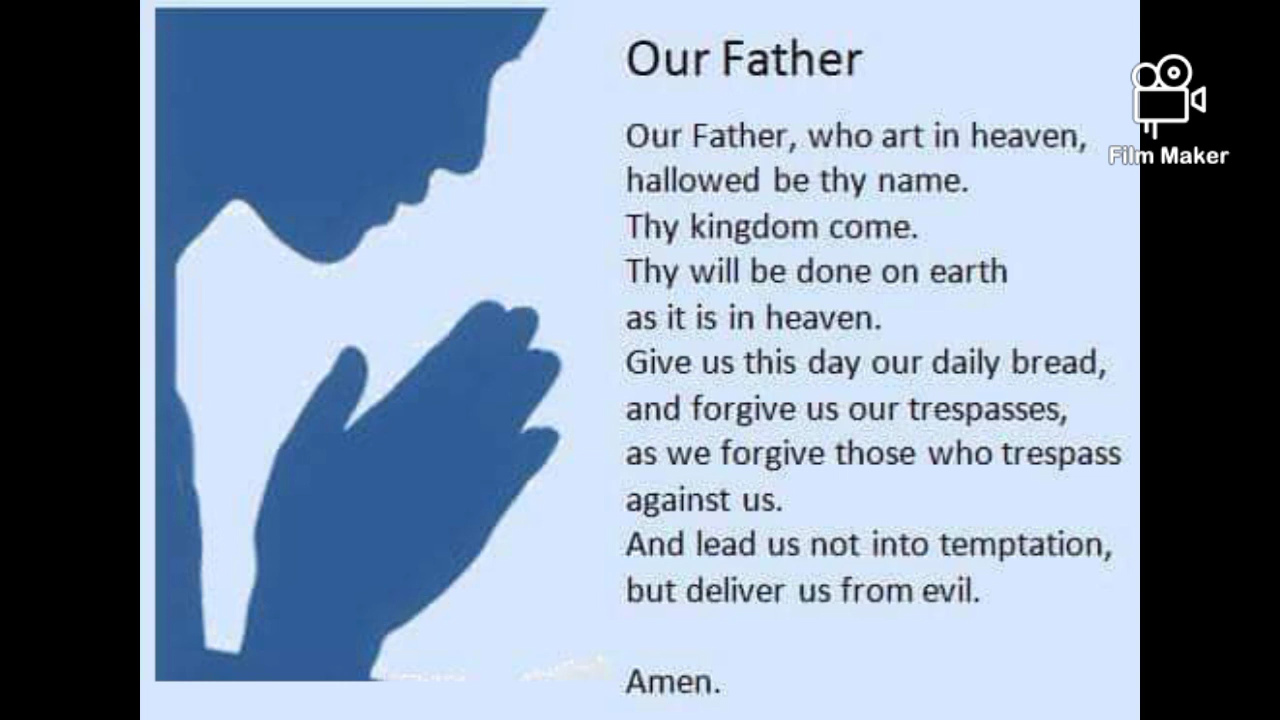 Our Father
Our Father, who art in heaven,
hallowed be thy name.
Thy kingdom come.
Thy will be done on earth
as it is in heaven.
Give us this day our daily bread,
and forgive us our trespasses,
as we forgive those who trespass
against us.
And lead us not into temptation,
but deliver us from evil.
Amen.
Film Maker